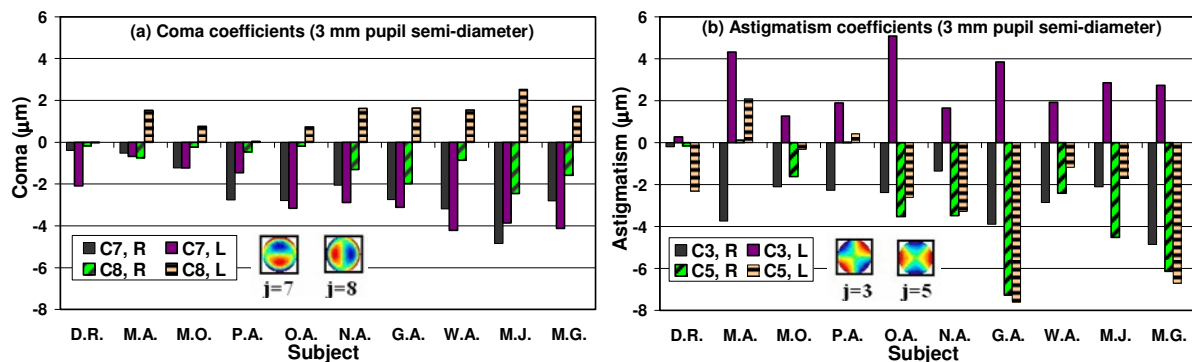 (a) Coma coefficients (3 mm pupil semi-diameter)
6
4
2
0
-2
-4
-6
-8
Coma (μm)
C7, R C7, L
C8, R C8, L
j=7 j=8
D.R. M.A. M.O. P.A. O.A. N.A. G.A. W.A. M.J. M.G.
Subject
(b) Astigmatism coefficients (3 mm pupil semi-diameter)
6
4
2
0
-2
-4
-6
-8
Astigmatism (μm)
C3, R C3, L
C5, R C5, L
j=3 j=5
D.R. M.A. M.O. P.A. O.A. N.A. G.A. W.A. M.J. M.G.
Subject